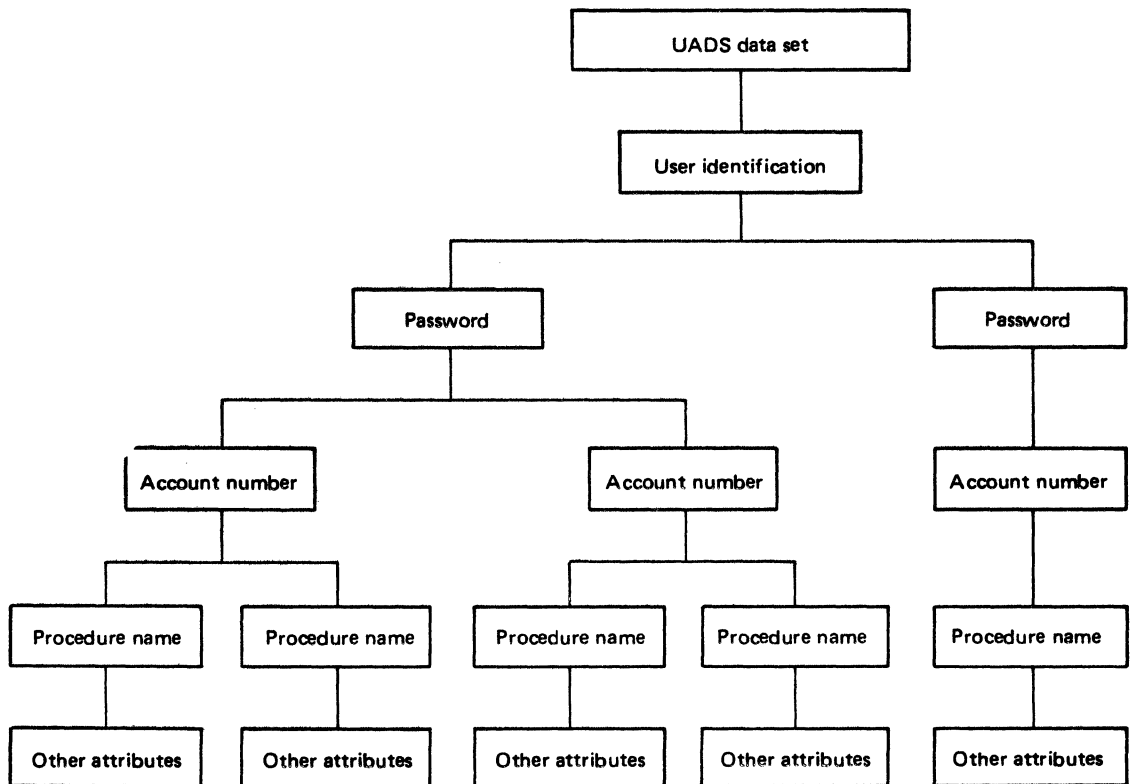 UADS data set
User identification
Password
Password
Account number
Account number
Account number
Procedure name
Procedure name
Procedure name
Procedure name
Procedure name
Other attributes
Other attributes
Other attributes
Other attributes
Other attributes